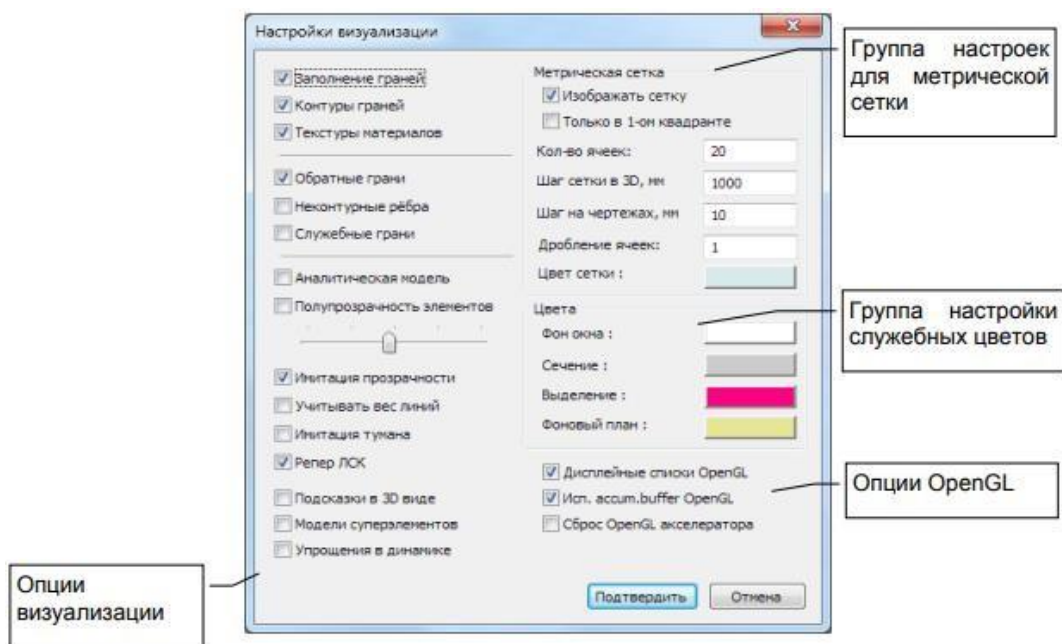 Настройки визуализации
Заполнение граней
Контуры граней
Текстуры материалов
Обратные грани
Неконтурные рёбра
Служебные грани
Аналитическая модель
Полупрозрачность элементов
Имитация прозрачности
Учитывать вес линий
Имитация тумана
Репер ЛСК
Подсказки в 3D виде
Модели суперэлементов
Упрощения в динамике
Метрическая сетка
Изображать сетку
Только в 1-ом квадранте
Кол-во ячеек: 20
Шаг сетки в 3D, мм 1000
Шаг на чертежах, мм 10
Дробление ячеек: 1
Цвет сетки :
Цвета
Фон окна :
Сечение :
Выделение :
Фоновый план :
Дисплейные списки OpenGL
Исп. accum.buffer OpenGL
Сброс OpenGL акселератора
Подтвердить
Отмена
Группа настроек
для метрической
сетки
Группа настройки
служебных цветов
Опции OpenGL
Опции
визуализации